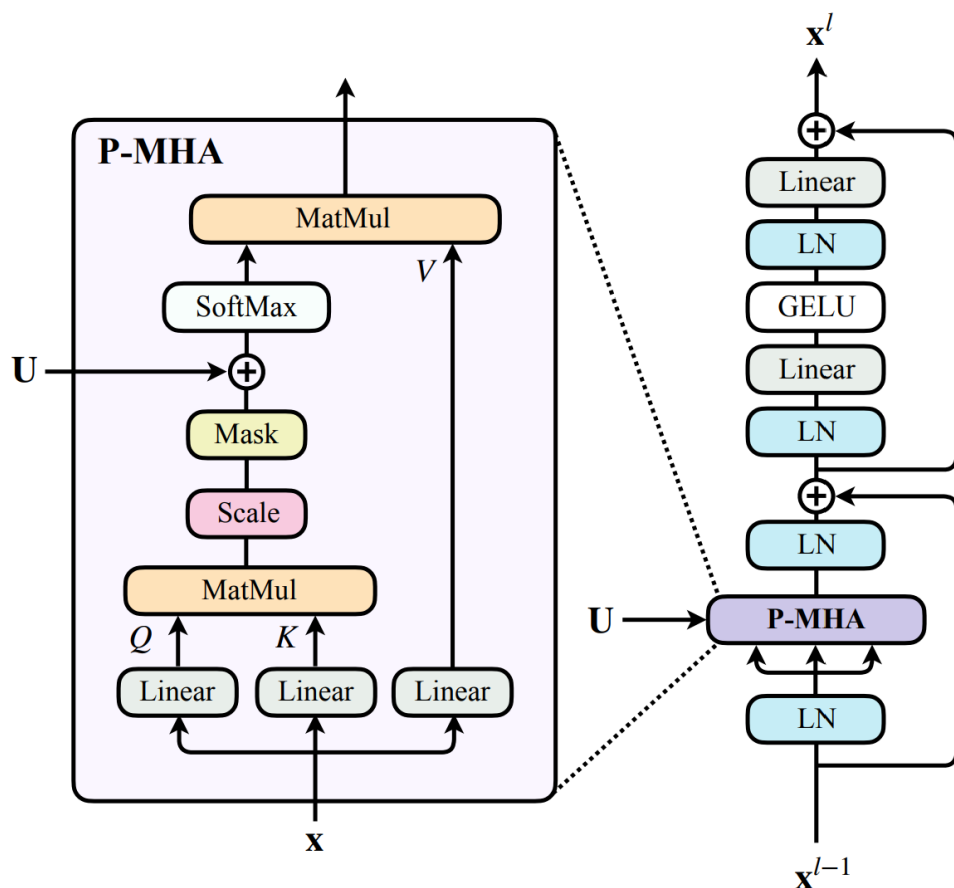 P-MHA
MatMul
V
SoftMax
U
Mask
Scale
MatMul
Q K
Linear Linear Linear
x
x^l
Linear
LN
GELU
Linear
LN
LN
U
P-MHA
LN
x^{l−1}